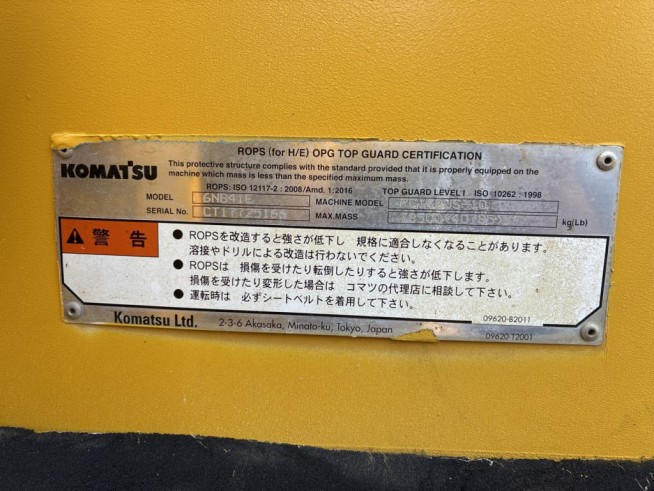 ROPS (for H/E) OPG TOP GUARD CERTIFICATION
KOMATSU
This protective structure complies with the standard provided that it is properly equipped on the
machine which mass is less than the specified maximum mass.
ROPS: ISO 12117-2 : 2008/Amd. 1:2016 TOP GUARD LEVEL1 : ISO 10262 : 1998
MODEL MACHINE MODEL
SERIAL No. MAX.MASS kg(Lb)
警告
● ROPSを改造すると強さが低下し 規格に適合しなくなることがあります。
溶接やドリルによる改造は行わないでください。
● ROPSは 損傷を受けたり転倒したりすると強さが低下します。
損傷を受けたり変形した場合は コマツの代理店に相談して下さい。
● 運転時は 必ずシートベルトを着用して下さい。
09620-B2011
Komatsu Ltd. 2-3-6 Akasaka, Minato-ku, Tokyo, Japan
09620-T2001